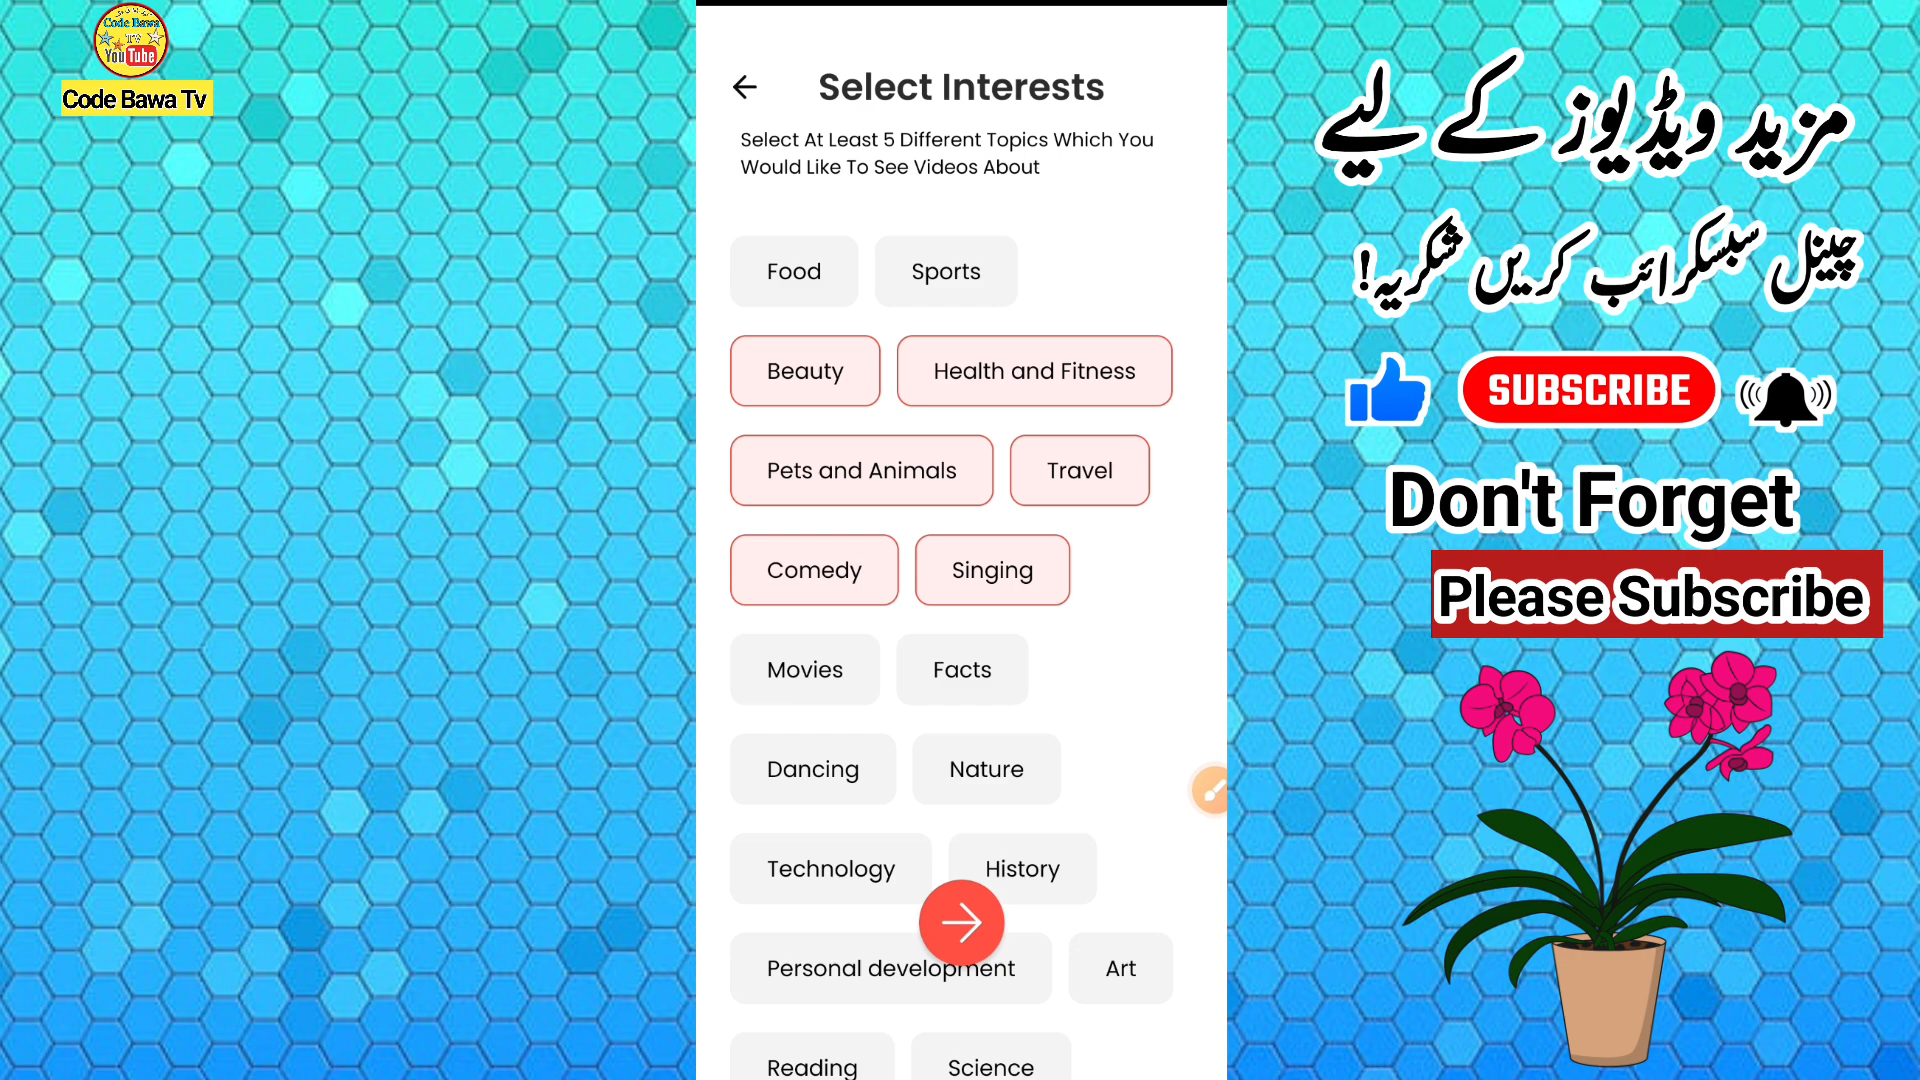 Code Bawa
TV
YouTube
Code Bawa Tv
Select Interests
Select At Least 5 Different Topics Which You
Would Like To See Videos About
Food
Sports
Beauty
Health and Fitness
Pets and Animals
Travel
Comedy
Singing
Movies
Facts
Dancing
Nature
Technology
History
Personal development
Art
Reading
Science
مزید ویڈیوز کے لیے
چینل سبسکرائب کریں شکریہ!
SUBSCRIBE
Don't Forget
Please Subscribe